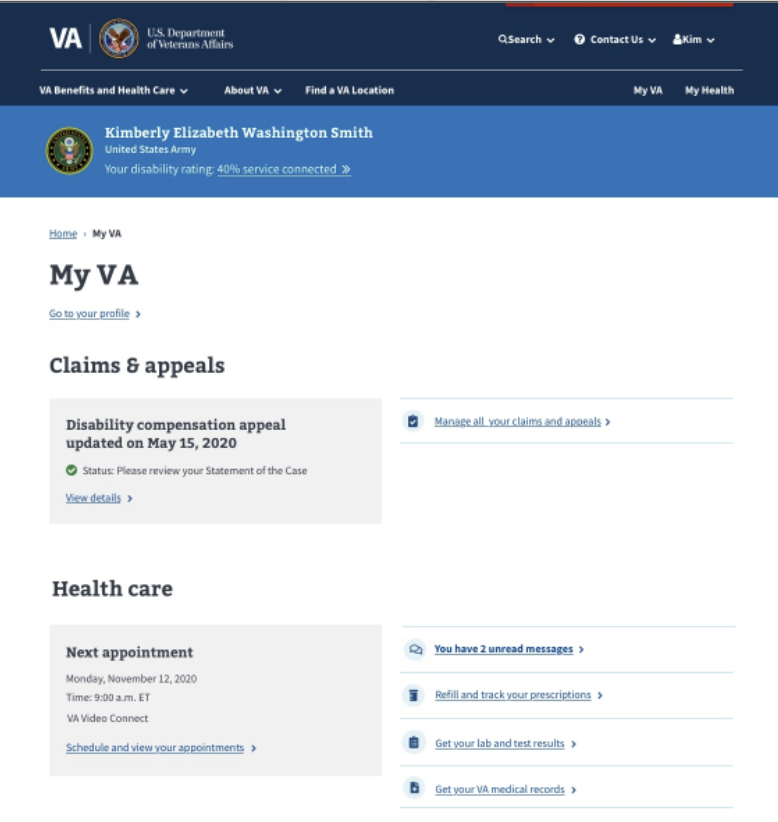 VA
U.S. Department
of Veterans Affairs
Search
Contact Us
Kim
VA Benefits and Health Care
About VA
Find a VA Location
My VA
My Health
Kimberly Elizabeth Washington Smith
United States Army
Your disability rating: 40% service connected »
Home › My VA
My VA
Go to your profile ›
Claims & appeals
Disability compensation appeal
updated on May 15, 2020
Status: Please review your Statement of the Case
View details ›
Manage all your claims and appeals ›
Health care
Next appointment
Monday, November 12, 2020
Time: 9:00 a.m. ET
VA Video Connect
Schedule and view your appointments ›
You have 2 unread messages ›
Refill and track your prescriptions ›
Get your lab and test results ›
Get your VA medical records ›